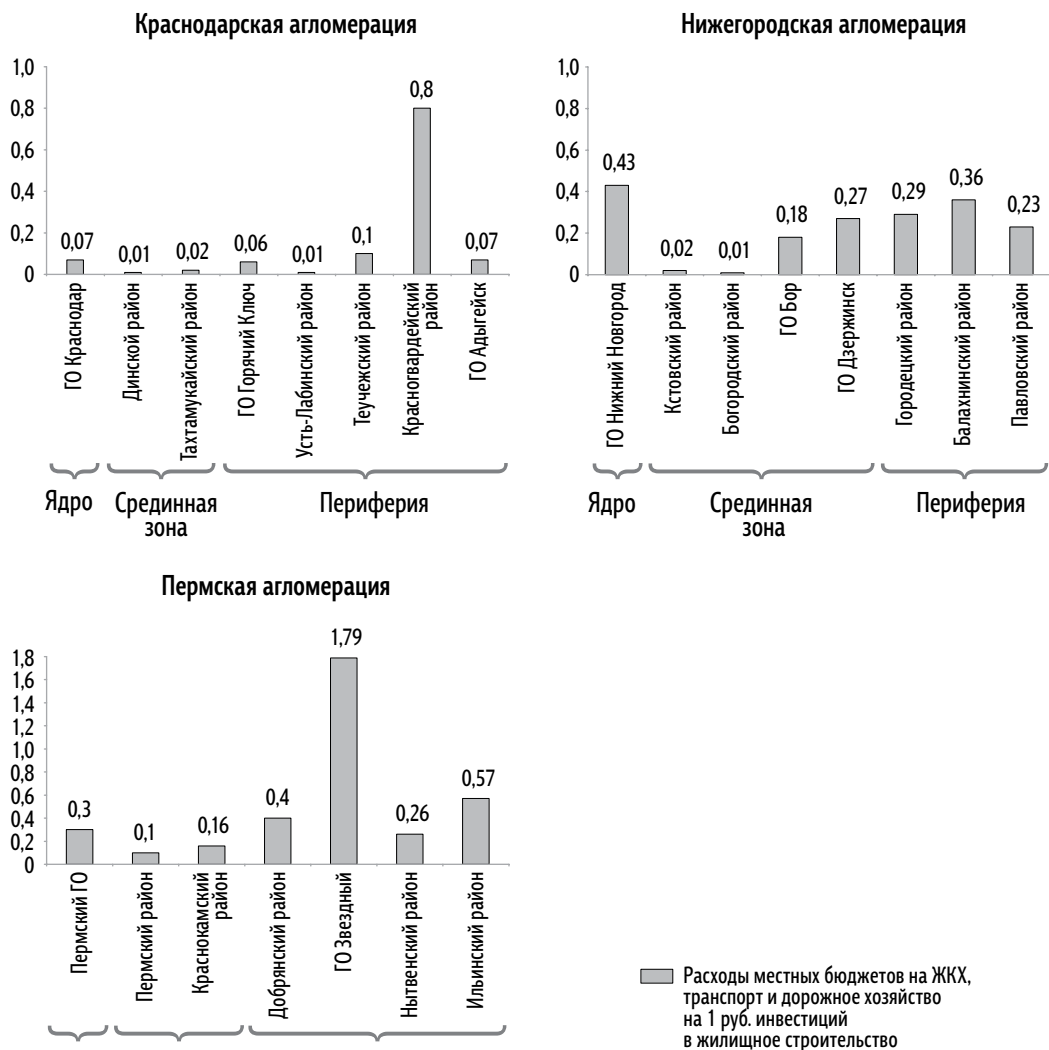 Краснодарская агломерация
1,0
0,8
0,6
0,4
0,2
0
0,07
0,01
0,02
0,06
0,01
0,1
0,8
0,07
ГО Краснодар
Динской район
Тахтамукайский район
ГО Горячий Ключ
Усть-Лабинский район
Теучежский район
Красногвардейский
район
ГО Адыгейск
Ядро
Срединная
зона
Периферия
Нижегородская агломерация
1,0
0,8
0,6
0,4
0,2
0
0,43
0,02
0,01
0,18
0,27
0,29
0,36
0,23
ГО Нижний Новгород
Кстовский район
Богородский район
ГО Бор
ГО Дзержинск
Городецкий район
Балахнинский район
Павловский район
Ядро
Срединная
зона
Периферия
Пермская агломерация
1,8
1,6
1,4
1,2
1,0
0,8
0,6
0,4
0,2
0
0,3
0,1
0,16
0,4
1,79
0,26
0,57
Пермский ГО
Пермский район
Краснокамский
район
Добрянский район
ГО Звездный
Нытвенский район
Ильинский район
Расходы местных бюджетов на ЖКХ,
транспорт и дорожное хозяйство
на 1 руб. инвестиций
в жилищное строительство